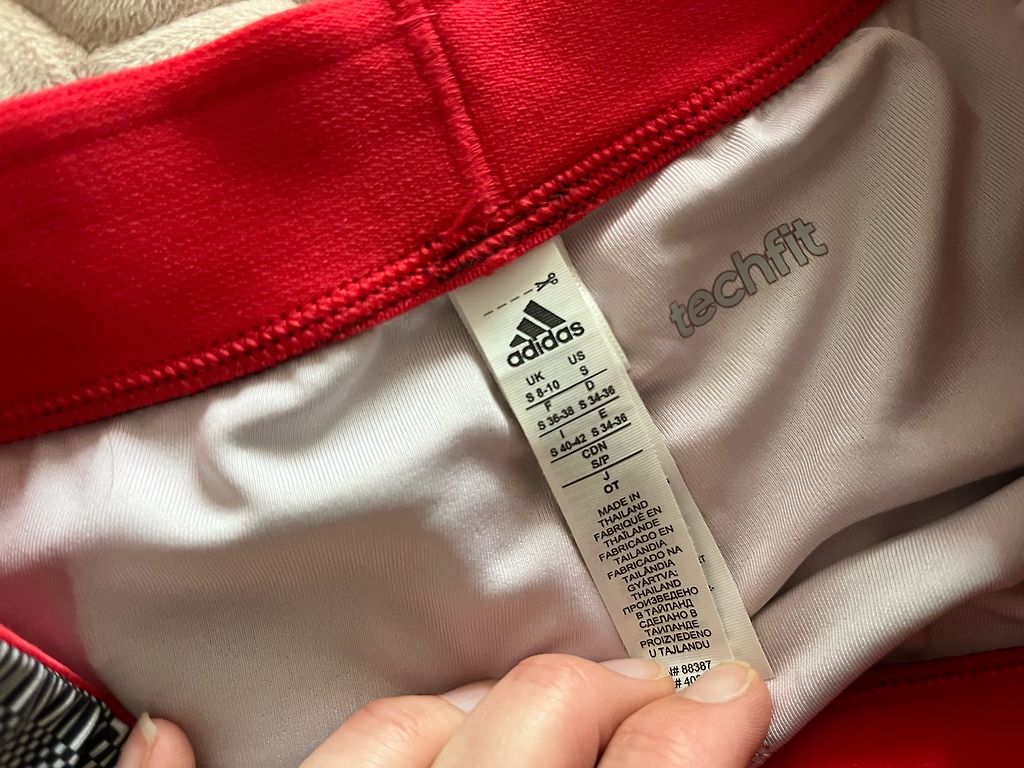 techfit
adidas
UK US
S 8-10 S
F D
S 36-38 S 34-36
I E
S 40-42 S 34-36
CDN
S/P
J
OT
MADE IN
THAILAND
FABRIQUÉ EN
THAÏLANDE
FABRICADO EN
TAILANDIA
FABRICADO NA
TAILÂNDIA
GYÁRTVA:
THAILAND
ПРОИЗВЕДЕНО
В ТАЙЛАНД
СДЕЛАНО В
ТАИЛАНДЕ
PROIZVEDENO
U TAJLANDU
# 88387
#